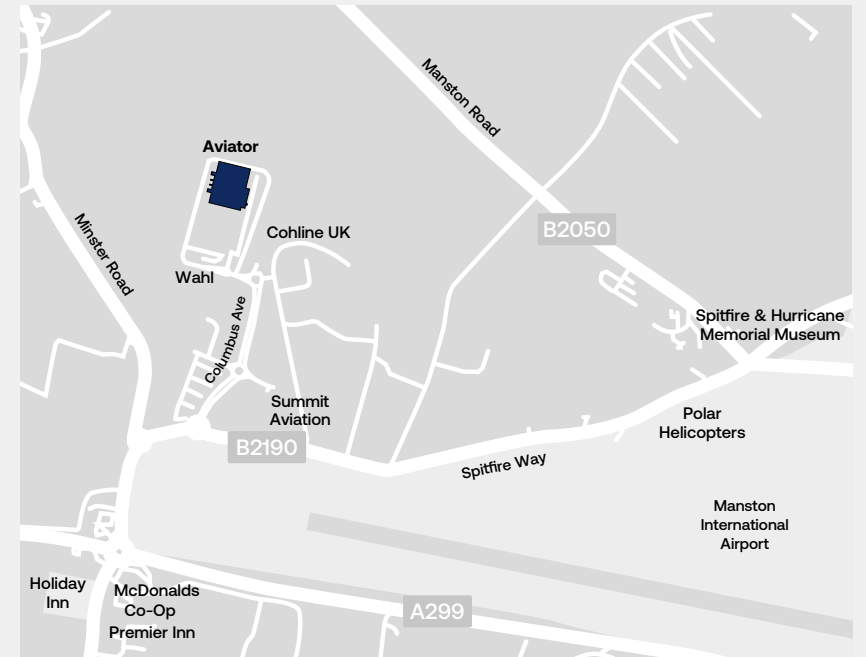 Manston Road
Aviator
B2050
Cohline UK
Minster Road
Wahl
Columbus Ave
Spitfire & Hurricane
Memorial Museum
Summit
Aviation
Polar
Helicopters
B2190
Spitfire Way
Manston
International
Airport
Holiday
Inn
McDonalds
Co-Op
Premier Inn
A299